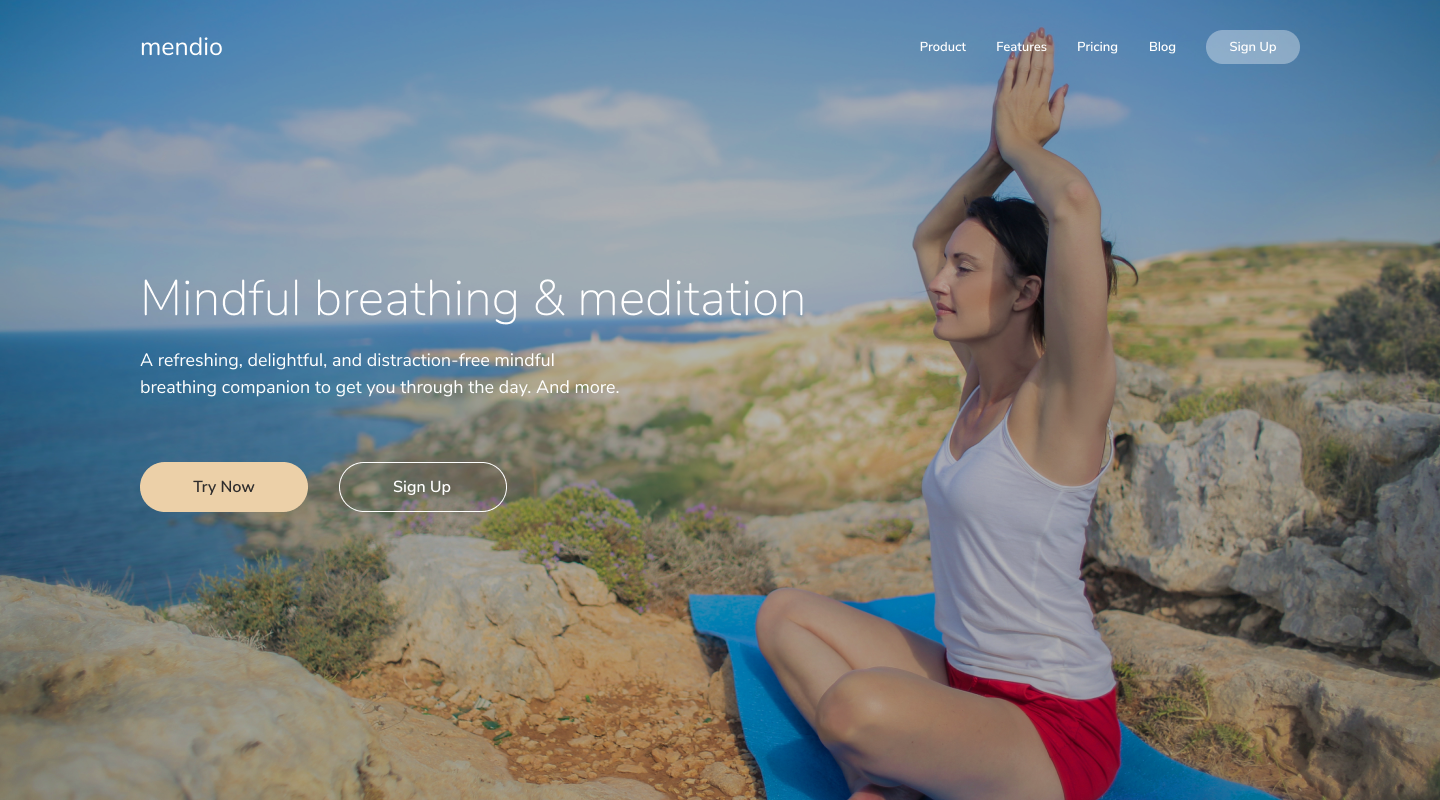 mendio
Product
Features
Pricing
Blog
Sign Up
Mindful breathing & meditation
A refreshing, delightful, and distraction-free mindful
breathing companion to get you through the day. And more.
Try Now
Sign Up